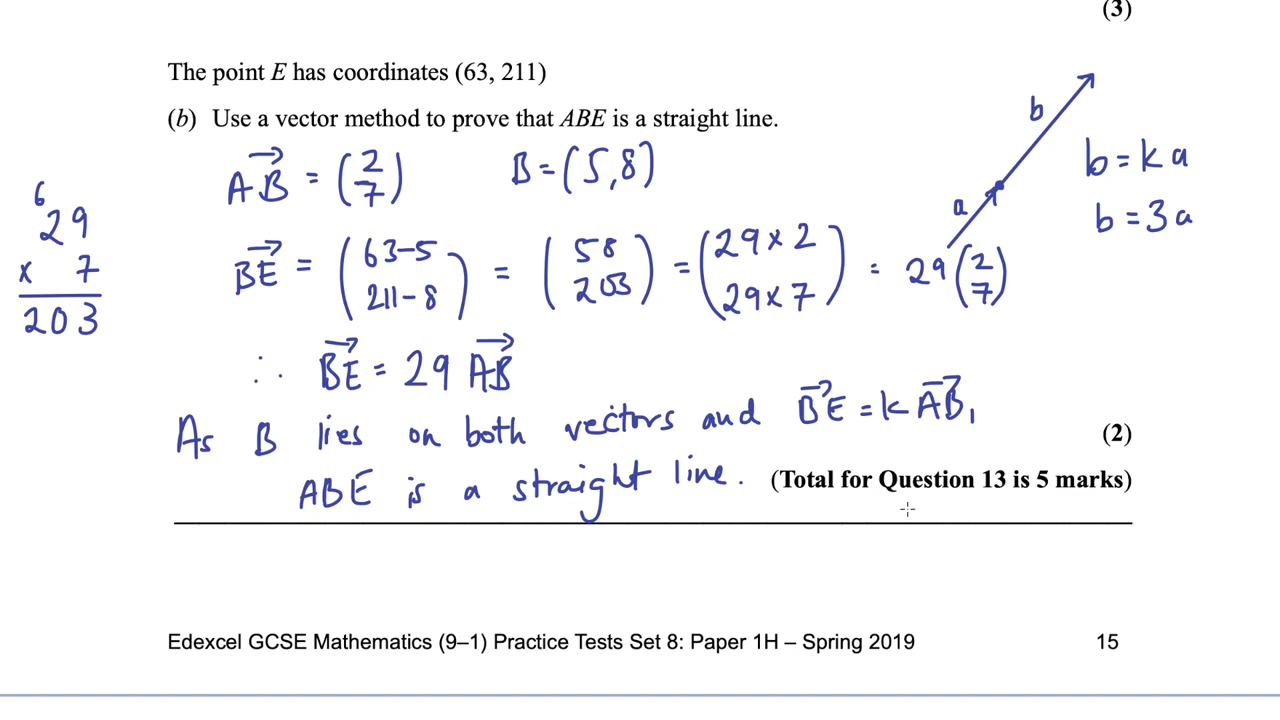 (3)
The point E has coordinates (63, 211)
(b) Use a vector method to prove that ABE is a straight line.
b
a
b = k a
b = 3 a
AB→ = (2 7) B = (5, 8)
6
29
x 7
203
BE→ = (63-5 211-8) = (58 203) = (29 x 2 29 x 7) = 29 (2 7)
∴ BE→ = 29 AB→
As B lies on both vectors and BE→ = k AB→,
(2)
ABE is a straight line. (Total for Question 13 is 5 marks)
Edexcel GCSE Mathematics (9–1) Practice Tests Set 8: Paper 1H – Spring 2019 15